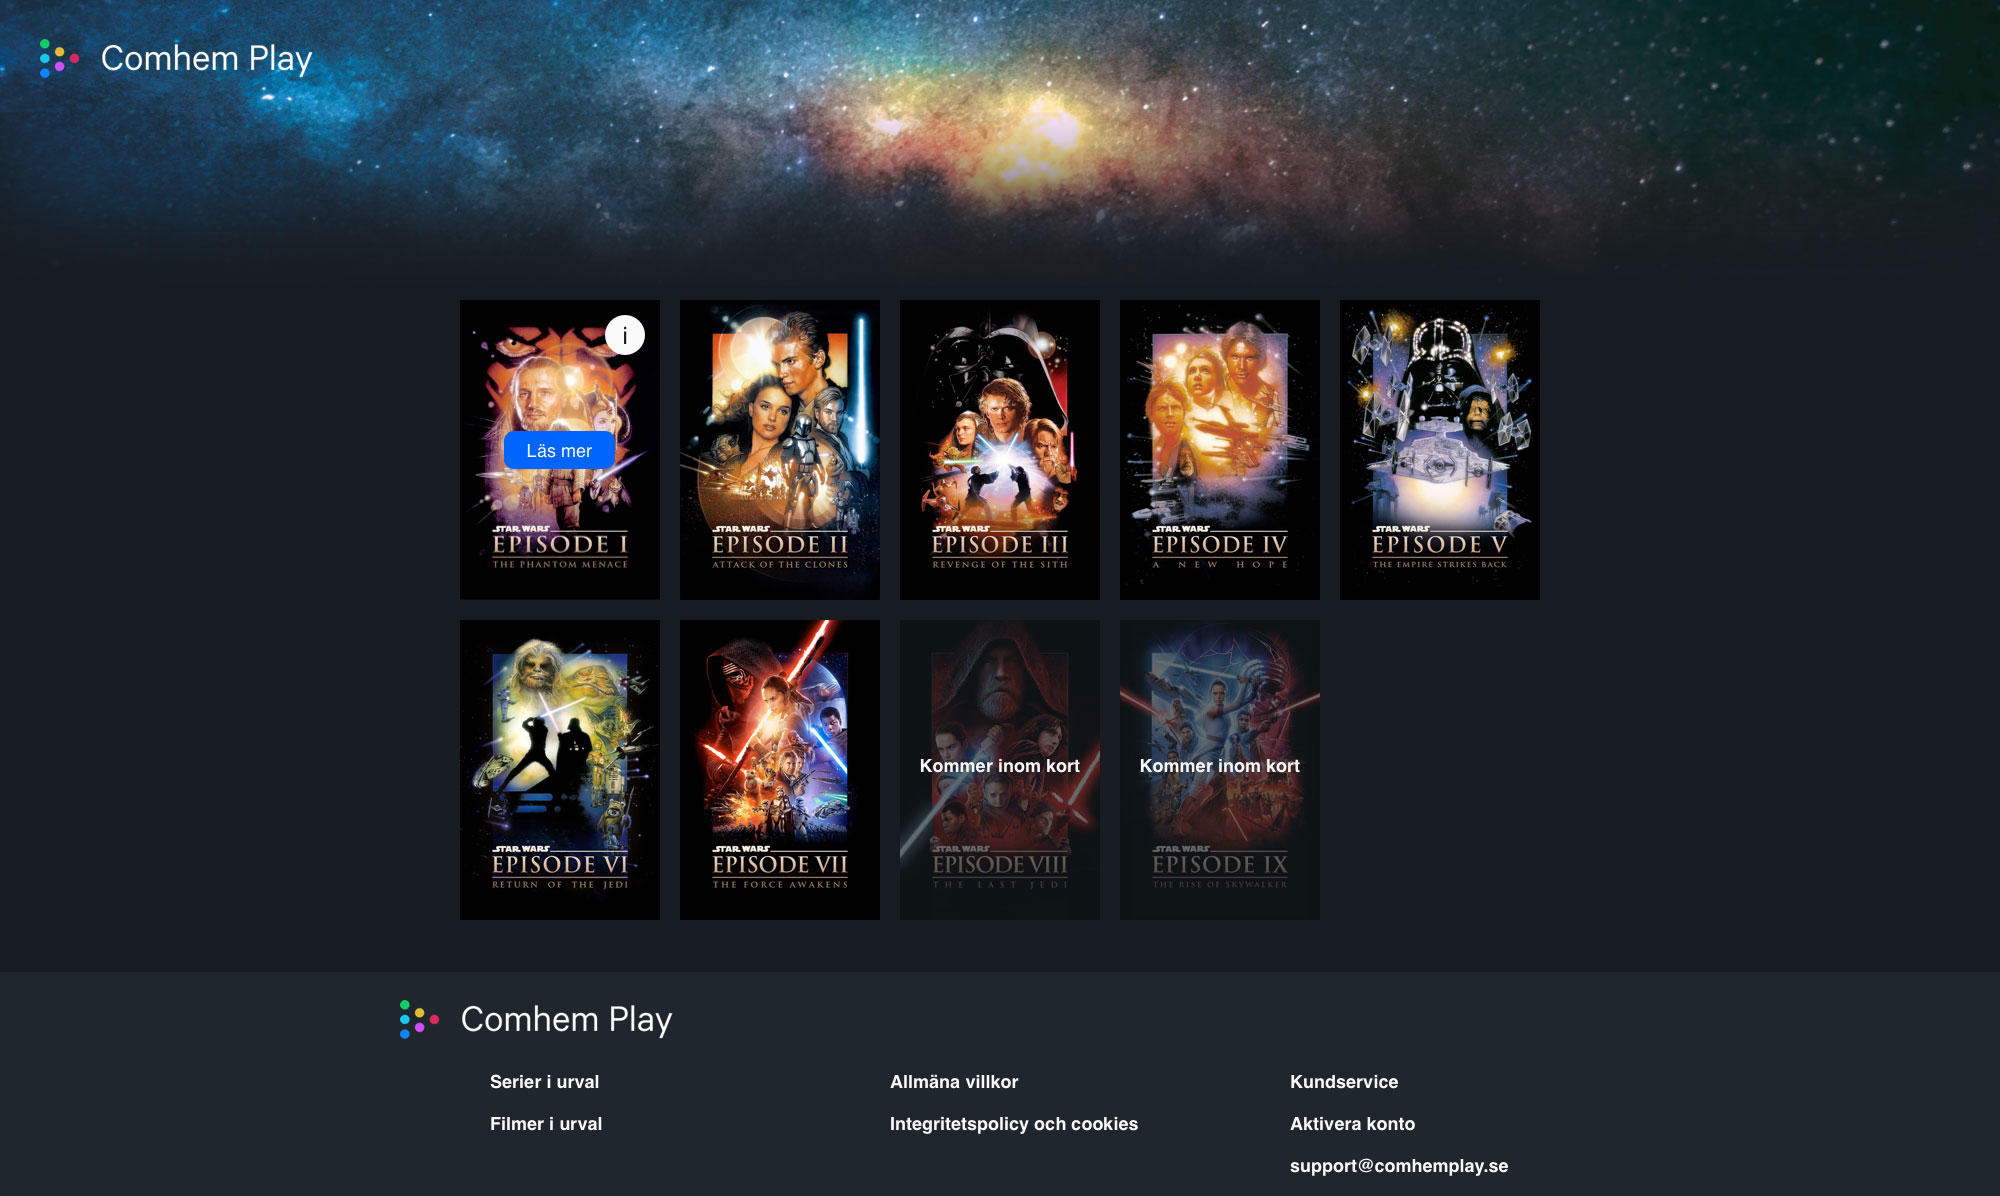 Comhem Play
i
Läs mer
STAR WARS
EPISODE I
THE PHANTOM MENACE
STAR WARS
EPISODE II
ATTACK OF THE CLONES
STAR WARS
EPISODE III
REVENGE OF THE SITH
STAR WARS
EPISODE IV
A NEW HOPE
STAR WARS
EPISODE V
THE EMPIRE STRIKES BACK
STAR WARS
EPISODE VI
RETURN OF THE JEDI
STAR WARS
EPISODE VII
THE FORCE AWAKENS
Kommer inom kort
STAR WARS
EPISODE VIII
THE LAST JEDI
Kommer inom kort
STAR WARS
EPISODE IX
THE RISE OF SKYWALKER
Comhem Play
Serier i urval
Filmer i urval
Allmäna villkor
Integritetspolicy och cookies
Kundservice
Aktivera konto
support@comhemplay.se